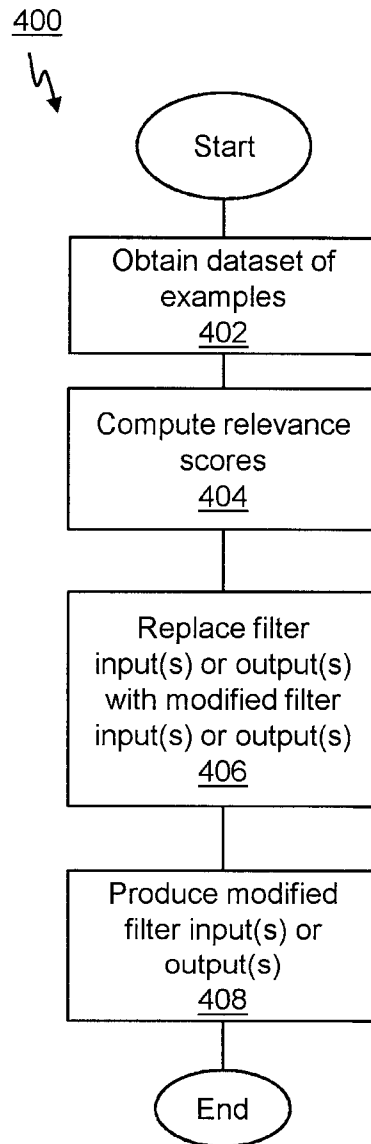 400
Start
Obtain dataset of
examples
402
Compute relevance
scores
404
Replace filter
input(s) or output(s)
with modified filter
input(s) or output(s)
406
Produce modified
filter input(s) or
output(s)
408
End